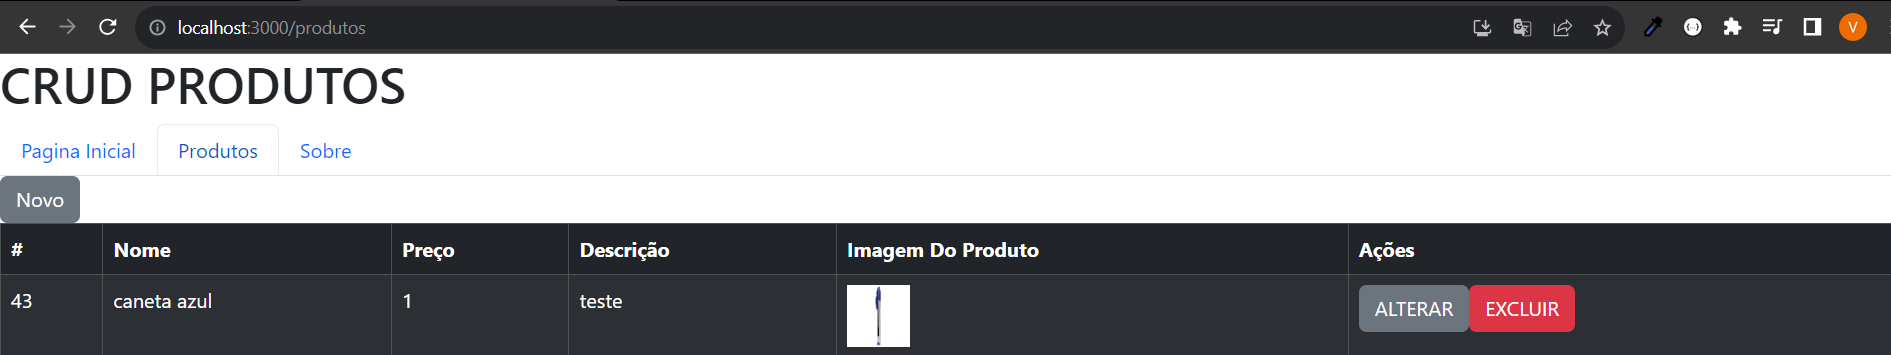 localhost:3000/produtos
V
CRUD PRODUTOS
Pagina Inicial Produtos Sobre
Novo
# Nome Preço Descrição Imagem Do Produto Ações
43 caneta azul 1 teste ALTERAR EXCLUIR